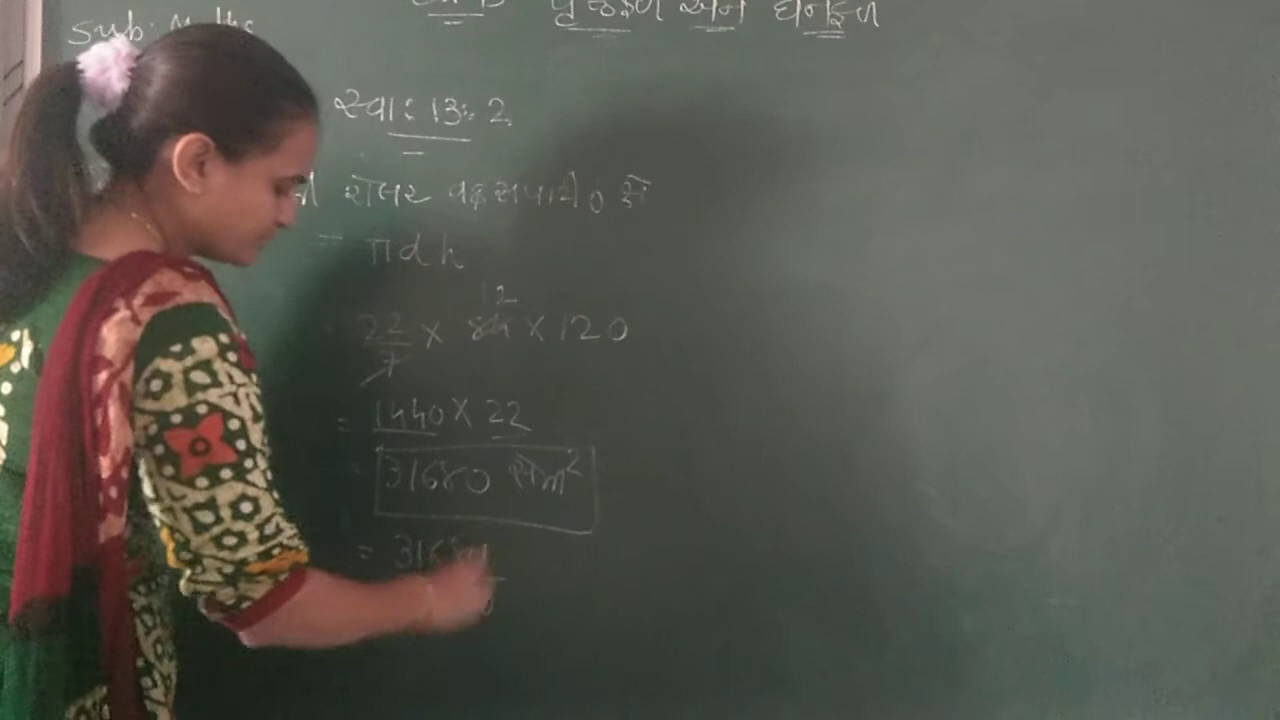 Sub: Maths
પૃષ્ઠફળ અને ઘનફળ
સ્વા: 13.2
રોલર વક્રસપાટીનું ક્ષે
= πdh
22/7 × 84 × 120
12
= 1440 × 22
31680 સેમી²
= 3168